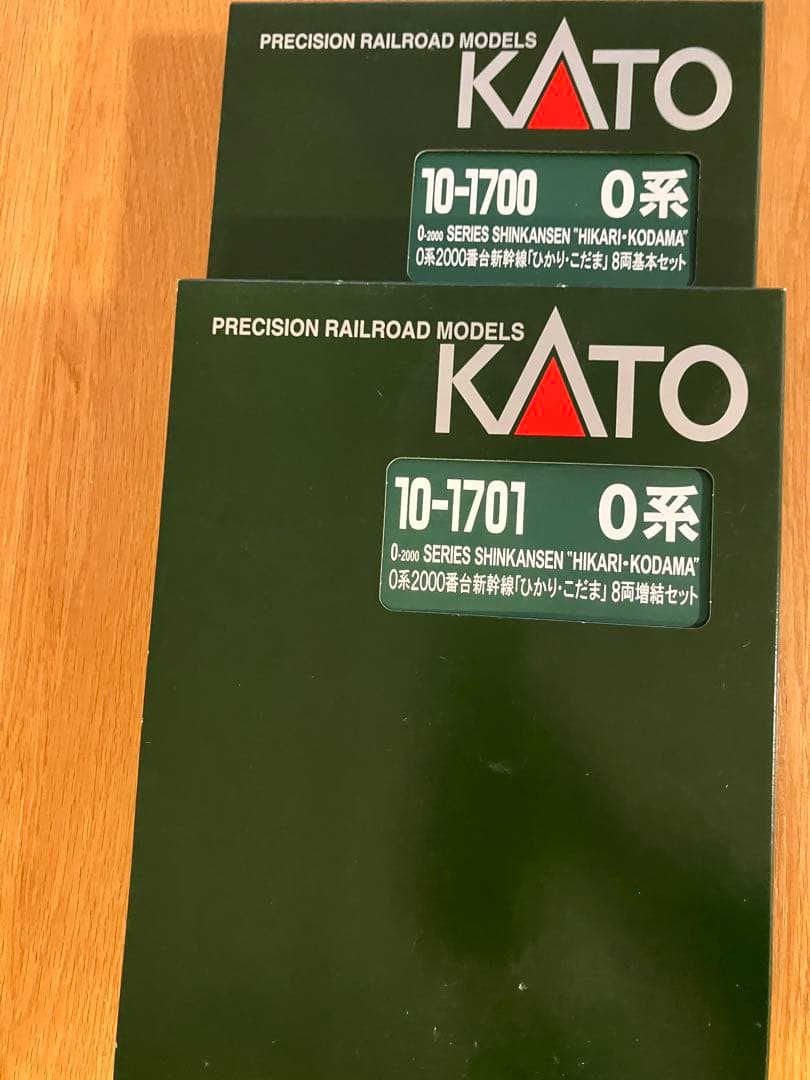 PRECISION RAILROAD MODELS
KATO
10-1700 0系
0-2000 SERIES SHINKANSEN "HIKARI・KODAMA"
0系2000番台新幹線「ひかり・こだま」8両基本セット
PRECISION RAILROAD MODELS
KATO
10-1701 0系
0-2000 SERIES SHINKANSEN "HIKARI・KODAMA"
0系2000番台新幹線「ひかり・こだま」8両増結セット